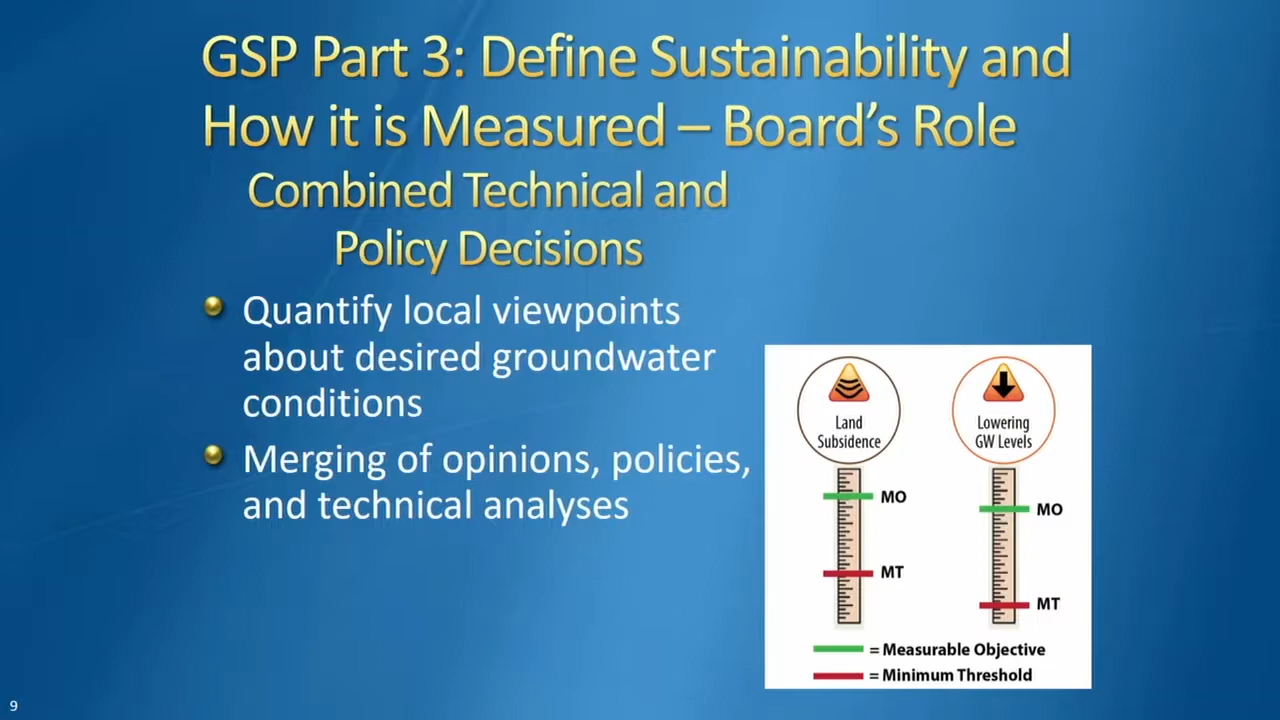 GSP Part 3: Define Sustainability and
How it is Measured – Board's Role
Combined Technical and
Policy Decisions
Quantify local viewpoints
about desired groundwater
conditions
Merging of opinions, policies,
and technical analyses
Land
Subsidence
MO
MT
Lowering
GW Levels
MO
MT
= Measurable Objective
= Minimum Threshold
9